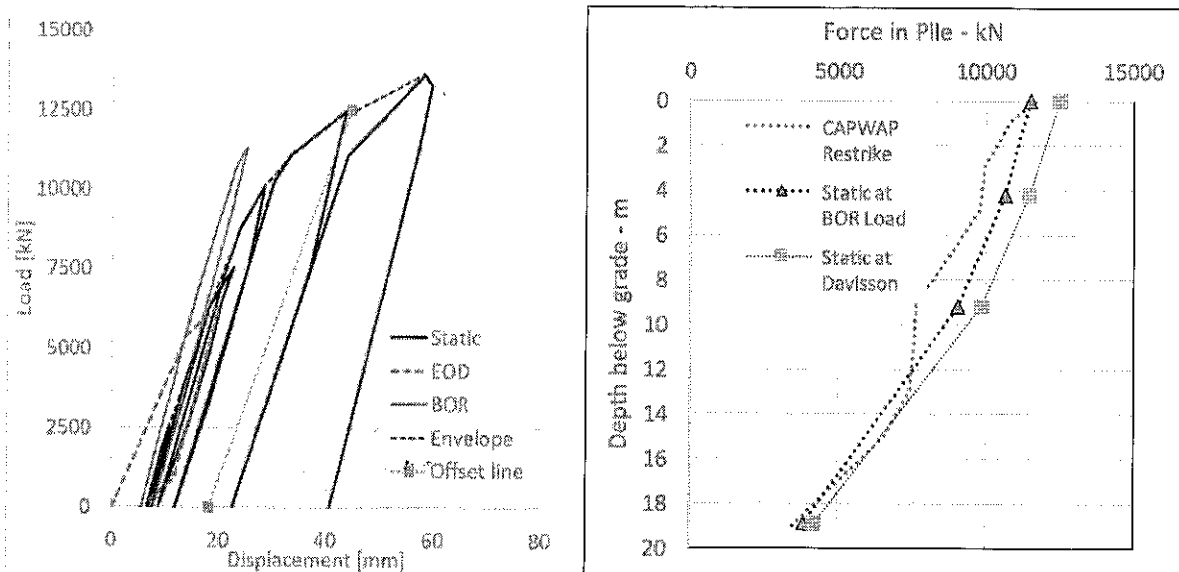 15000
12500
10000
7500
5000
2500
0
Load [kN]
0
20
40
60
80
Displacement [mm]
Static
EOD
BOR
Envelope
Offset line
Force in Pile - kN
0
5000
10000
15000
0
2
4
6
8
10
12
14
16
18
20
Depth below grade - m
CAPWAP
Restrike
Static at
BOR Load
Static at
Davisson